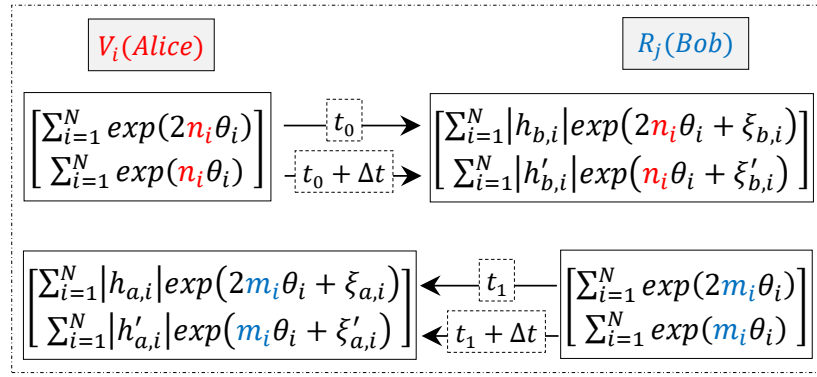 V_i(Alice) R_j(Bob)
[∑_{i=1}^{N} exp(2n_iθ_i)] t_0 [∑_{i=1}^{N}|h_{b,i}|exp(2n_iθ_i + ξ_{b,i})]
[∑_{i=1}^{N} exp(n_iθ_i)] t_0 + Δt [∑_{i=1}^{N}|h′_{b,i}|exp(n_iθ_i + ξ′_{b,i})]
[∑_{i=1}^{N}|h_{a,i}|exp(2m_iθ_i + ξ_{a,i})] t_1 [∑_{i=1}^{N} exp(2m_iθ_i)]
[∑_{i=1}^{N}|h′_{a,i}|exp(m_iθ_i + ξ′_{a,i})] t_1 + Δt [∑_{i=1}^{N} exp(m_iθ_i)]